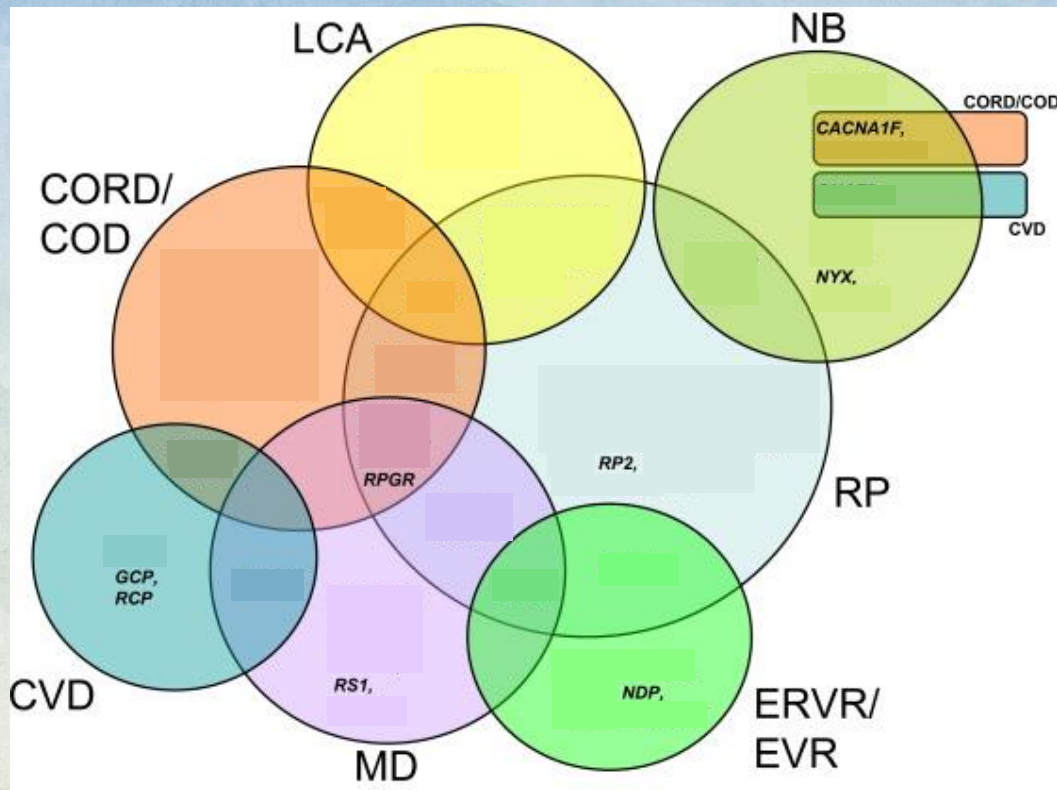 LCA
NB
CORD/COD
CACNA1F,
CORD/
COD
CVD
NYX,
RP2,
RPGR
RP
GCP,
RCP
RS1,
NDP,
CVD
ERVR/
EVR
MD